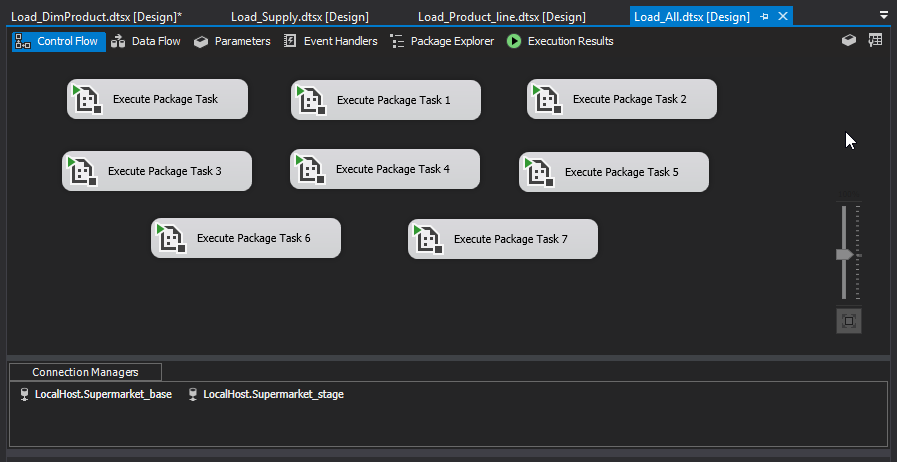 Load_DimProduct.dtsx [Design]* Load_Supply.dtsx [Design] Load_Product_line.dtsx [Design] Load_All.dtsx [Design]
Control Flow Data Flow Parameters Event Handlers Package Explorer Execution Results
Execute Package Task Execute Package Task 1 Execute Package Task 2
Execute Package Task 3 Execute Package Task 4 Execute Package Task 5
Execute Package Task 6 Execute Package Task 7
Connection Managers
LocalHost.Supermarket_base LocalHost.Supermarket_stage